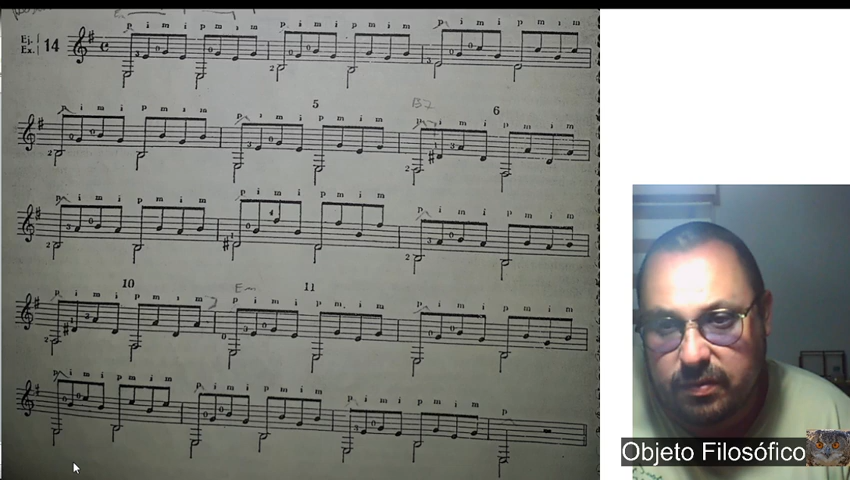 p i m i p m i m p i m i p m i m p i m i p m i m
Ej. Ex. 14
B7
5 6
p i m i p m i m p i m i p m i m p i m i p m i m
p i m i p m i m p i m i p m i m p i m i p m i m
10 Em 11
p i m i p m i m p i m i p m i m p i m i p m i m
p i m i p m i m p i m i p m i m p i m i p m i m p
Objeto Filosófico